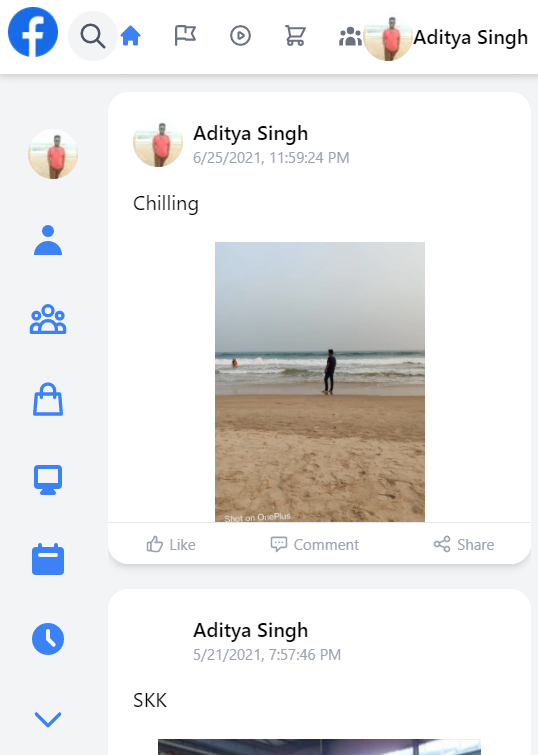 Aditya Singh
Aditya Singh
6/25/2021, 11:59:24 PM
Chilling
Shot on OnePlus
Like Comment Share
Aditya Singh
5/21/2021, 7:57:46 PM
SKK